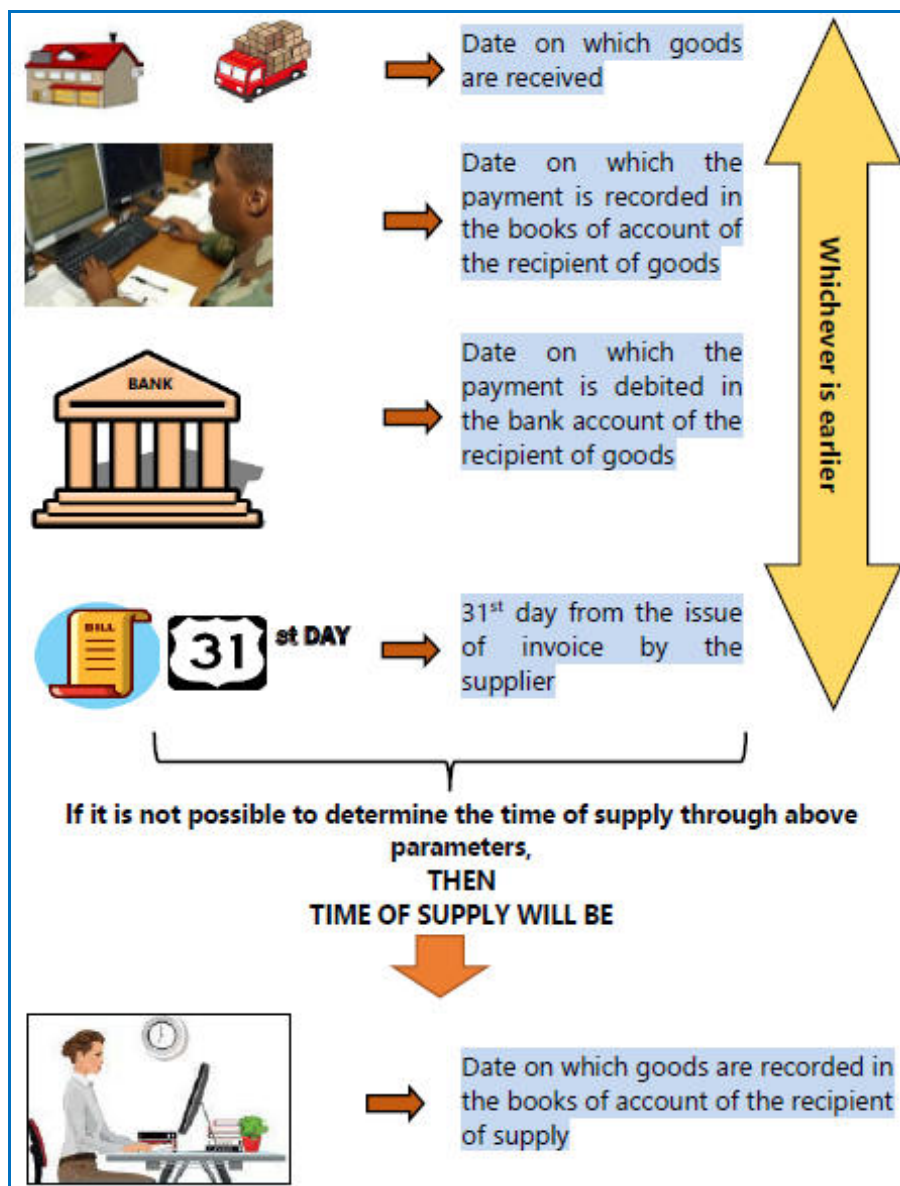 Date on which goods
are received
Date on which the
payment is recorded in
the books of account of
the recipient of goods
Whichever is earlier
BANK
Date on which the
payment is debited in
the bank account of the
recipient of goods
BILL
31
st DAY
31st day from the issue
of invoice by the
supplier
If it is not possible to determine the time of supply through above
parameters,
THEN
TIME OF SUPPLY WILL BE
Date on which goods are recorded in
the books of account of the recipient
of supply